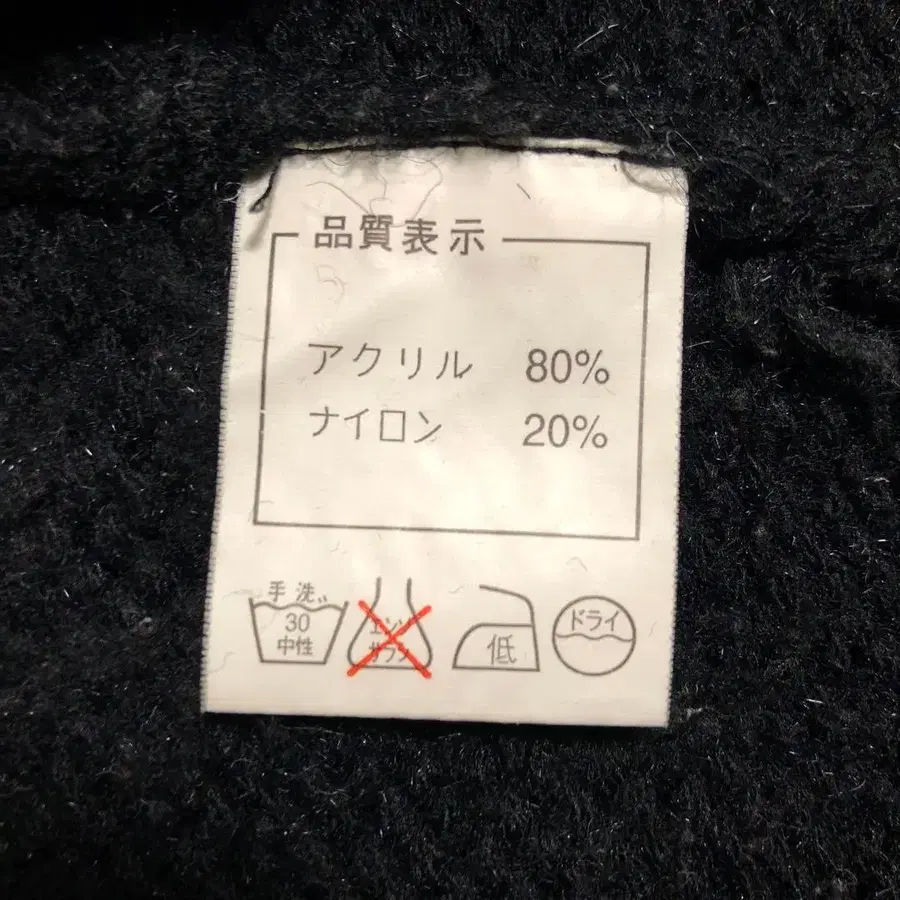 品質表示
アクリル 80%
ナイロン 20%
手洗イ
30
中性
エンソ
サラシ
低
ドライ